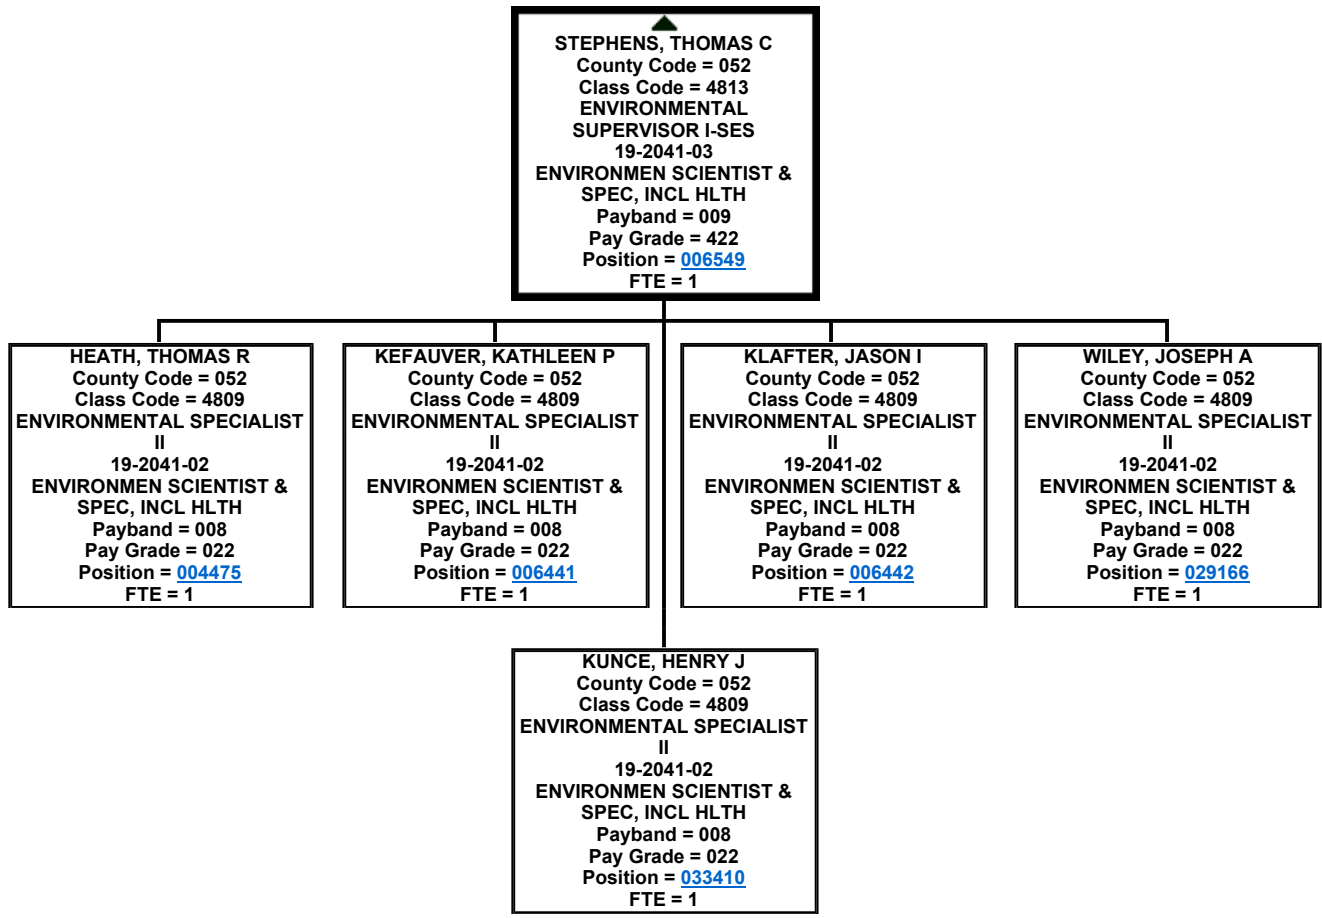 STEPHENS, THOMAS C
County Code = 052
Class Code = 4813
ENVIRONMENTAL
SUPERVISOR I-SES
19-2041-03
ENVIRONMEN SCIENTIST &
SPEC, INCL HLTH
Payband = 009
Pay Grade = 422
Position = 006549
FTE = 1
HEATH, THOMAS R
County Code = 052
Class Code = 4809
ENVIRONMENTAL SPECIALIST
II
19-2041-02
ENVIRONMEN SCIENTIST &
SPEC, INCL HLTH
Payband = 008
Pay Grade = 022
Position = 004475
FTE = 1
KEFAUVER, KATHLEEN P
County Code = 052
Class Code = 4809
ENVIRONMENTAL SPECIALIST
II
19-2041-02
ENVIRONMEN SCIENTIST &
SPEC, INCL HLTH
Payband = 008
Pay Grade = 022
Position = 006441
FTE = 1
KLAFTER, JASON I
County Code = 052
Class Code = 4809
ENVIRONMENTAL SPECIALIST
II
19-2041-02
ENVIRONMEN SCIENTIST &
SPEC, INCL HLTH
Payband = 008
Pay Grade = 022
Position = 006442
FTE = 1
WILEY, JOSEPH A
County Code = 052
Class Code = 4809
ENVIRONMENTAL SPECIALIST
II
19-2041-02
ENVIRONMEN SCIENTIST &
SPEC, INCL HLTH
Payband = 008
Pay Grade = 022
Position = 029166
FTE = 1
KUNCE, HENRY J
County Code = 052
Class Code = 4809
ENVIRONMENTAL SPECIALIST
II
19-2041-02
ENVIRONMEN SCIENTIST &
SPEC, INCL HLTH
Payband = 008
Pay Grade = 022
Position = 033410
FTE = 1